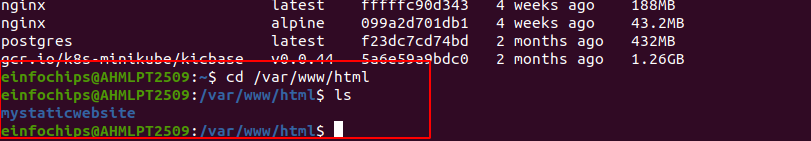 nginx latest fffffc90d343 4 weeks ago 188MB
nginx alpine 099a2d701db1 4 weeks ago 43.2MB
postgres latest f23dc7cd74bd 2 months ago 432MB
gcr.io/k8s-minikube/kicbase v0.0.44 5a6e59a9bdc0 2 months ago 1.26GB
einfochips@AHMLPT2509:~$ cd /var/www/html
einfochips@AHMLPT2509:/var/www/html$ ls
mystaticwebsite
einfochips@AHMLPT2509:/var/www/html$